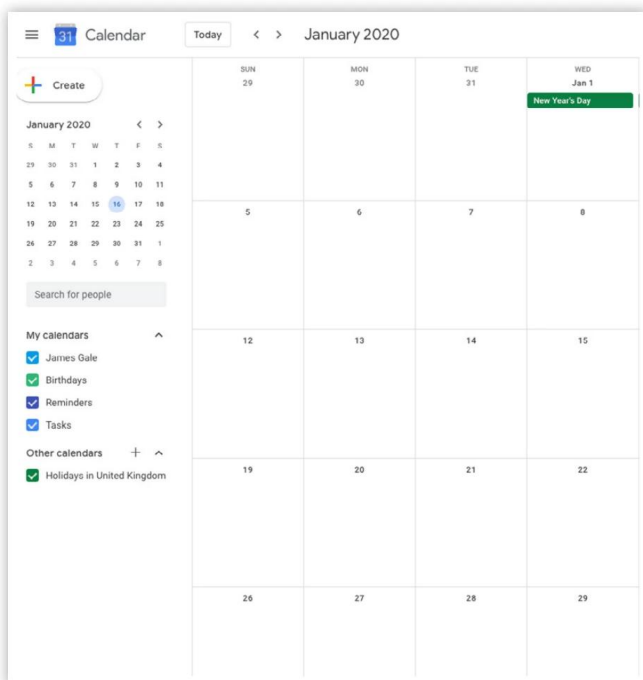 31 Calendar Today < > January 2020
Create
January 2020 < >
S M T W T F S
29 30 31 1 2 3 4
5 6 7 8 9 10 11
12 13 14 15 16 17 18
19 20 21 22 23 24 25
26 27 28 29 30 31 1
2 3 4 5 6 7 8
Search for people
My calendars
James Gale
Birthdays
Reminders
Tasks
Other calendars +
Holidays in United Kingdom
SUN MON TUE WED
29 30 31 Jan 1
New Year's Day
5 6 7 8
12 13 14 15
19 20 21 22
26 27 28 29